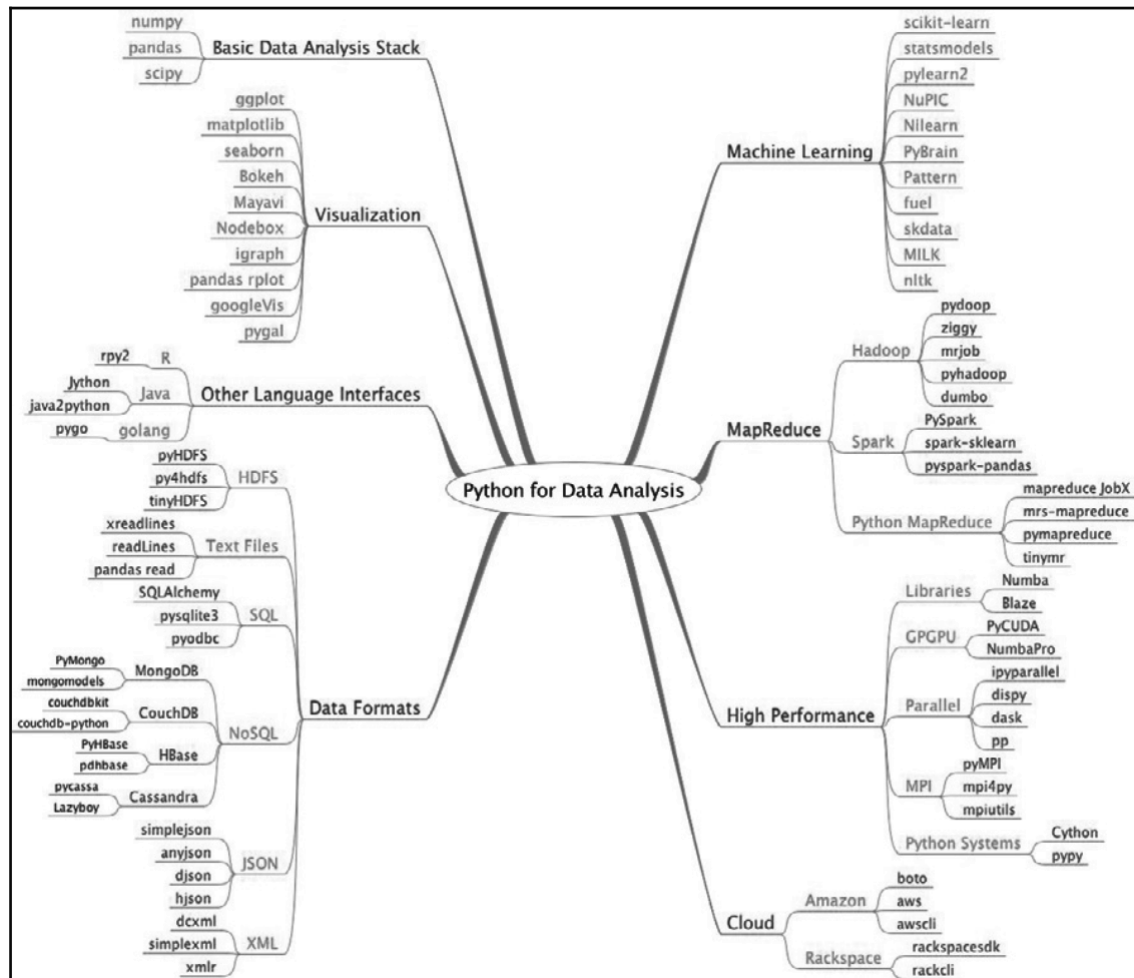 Python for Data Analysis
Basic Data Analysis Stack
numpy
pandas
scipy
Visualization
ggplot
matplotlib
seaborn
Bokeh
Mayavi
Nodebox
igraph
pandas rplot
googleVis
pygal
Other Language Interfaces
R
rpy2
Java
Jython
java2python
golang
pygo
Data Formats
HDFS
pyHDFS
py4hdfs
tinyHDFS
Text Files
xreadlines
readLines
pandas read
SQL
SQLAlchemy
pysqlite3
pyodbc
NoSQL
MongoDB
PyMongo
mongomodels
CouchDB
couchdbkit
couchdb-python
HBase
PyHBase
pdhbase
Cassandra
pycassa
Lazyboy
JSON
simplejson
anyjson
djson
hjson
XML
dcxml
simplexml
xmlr
Machine Learning
scikit-learn
statsmodels
pylearn2
NuPIC
Nilearn
PyBrain
Pattern
fuel
skdata
MILK
nltk
MapReduce
Hadoop
pydoop
ziggy
mrjob
pyhadoop
dumbo
Spark
PySpark
spark-sklearn
pyspark-pandas
Python MapReduce
mapreduce JobX
mrs-mapreduce
pymapreduce
tinymr
High Performance
Libraries
Numba
Blaze
GPGPU
PyCUDA
NumbaPro
Parallel
ipyparallel
dispy
dask
pp
MPI
pyMPI
mpi4py
mpiutils
Python Systems
Cython
pypy
Cloud
Amazon
boto
aws
awscli
Rackspace
rackspacesdk
rackcli